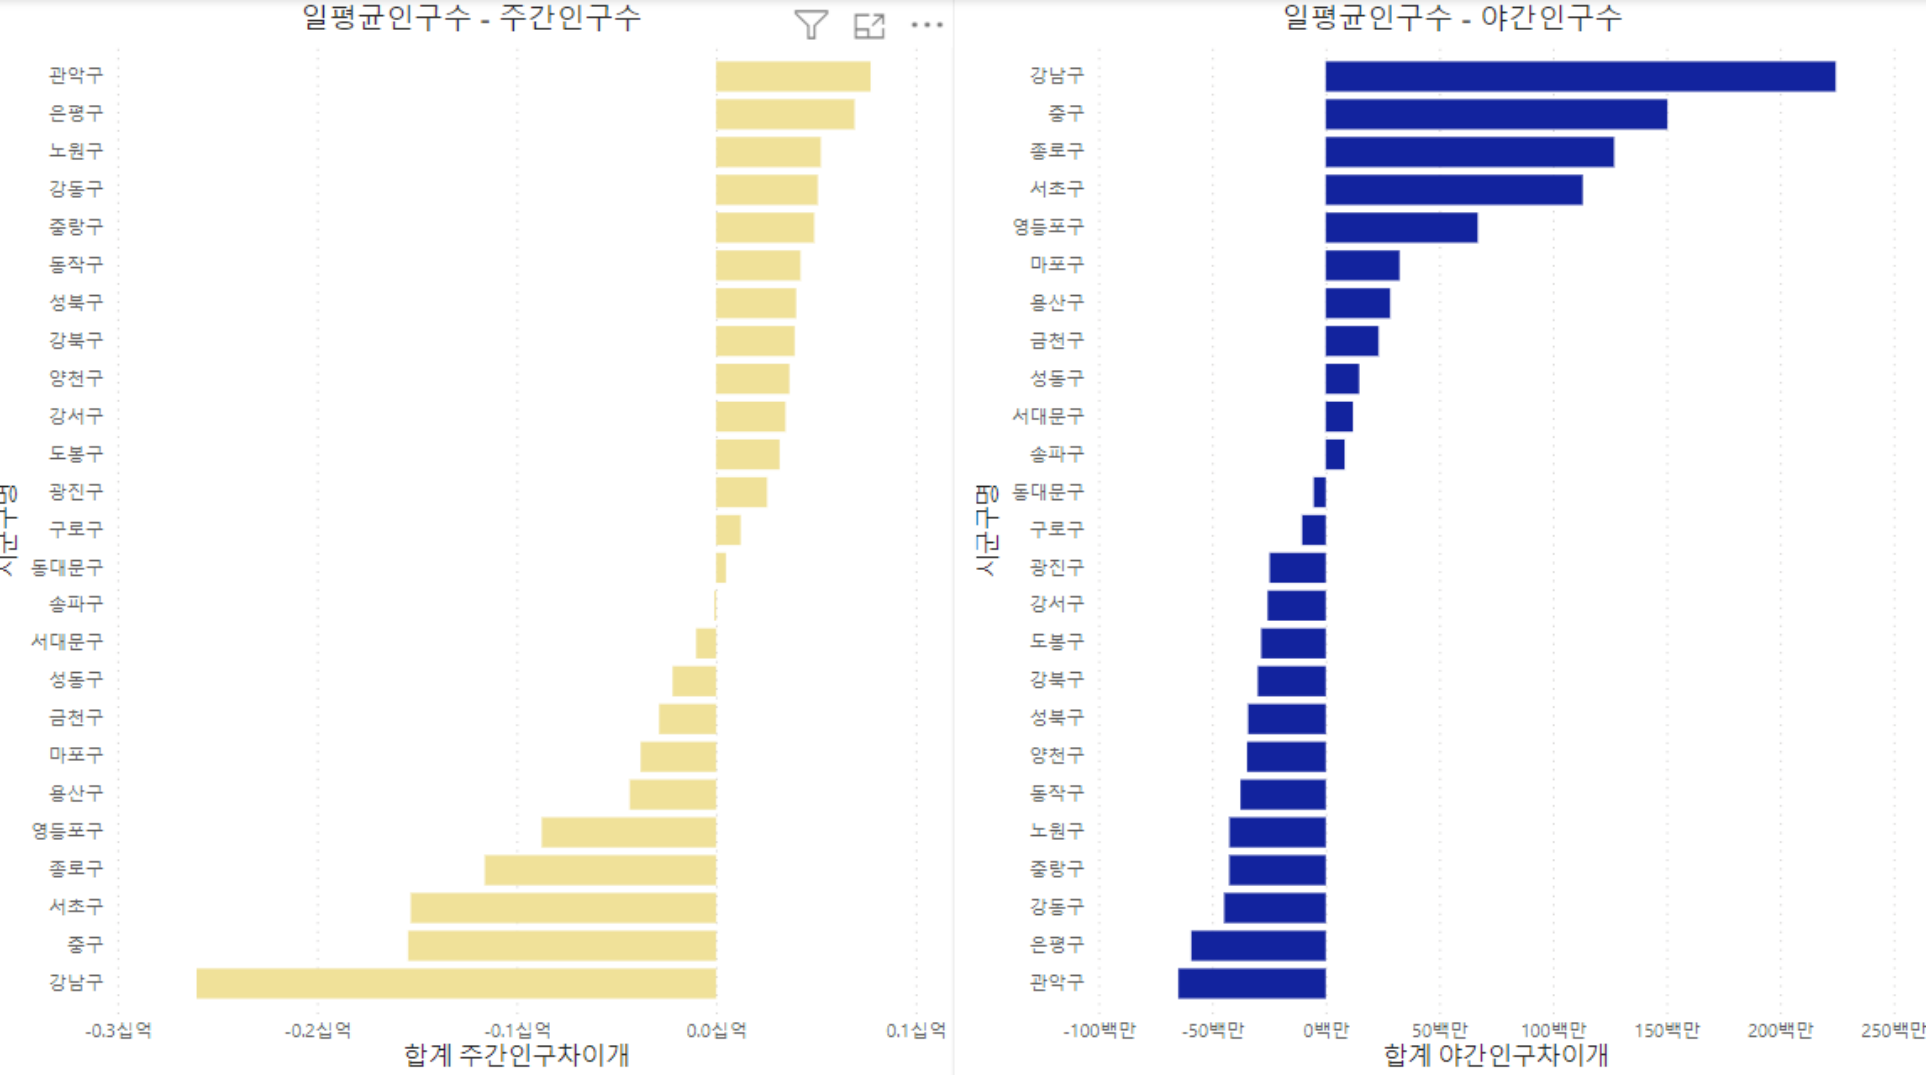 일평균인구수 - 주간인구수
관악구
은평구
노원구
강동구
중랑구
동작구
성북구
강북구
양천구
강서구
도봉구
광진구
구로구
동대문구
송파구
서대문구
성동구
금천구
마포구
용산구
영등포구
종로구
서초구
중구
강남구
시군구명
-0.3십억 -0.2십억 -0.1십억 0.0십억 0.1십억
합계 주간인구차이개
일평균인구수 - 야간인구수
강남구
중구
종로구
서초구
영등포구
마포구
용산구
금천구
성동구
서대문구
송파구
동대문구
구로구
광진구
강서구
도봉구
강북구
성북구
양천구
동작구
노원구
중랑구
강동구
은평구
관악구
시군구명
-100백만 -50백만 0백만 50백만 100백만 150백만 200백만 250백만
합계 야간인구차이개